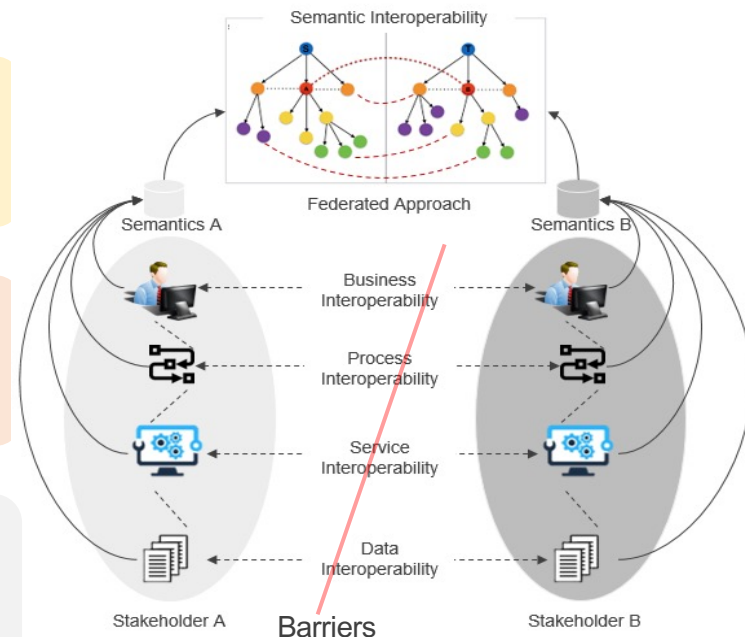 Semantic Interoperability
S
T
A
B
Federated Approach
Semantics A
Semantics B
Business
Interoperability
Process
Interoperability
Service
Interoperability
Data
Interoperability
Stakeholder A
Barriers
Stakeholder B